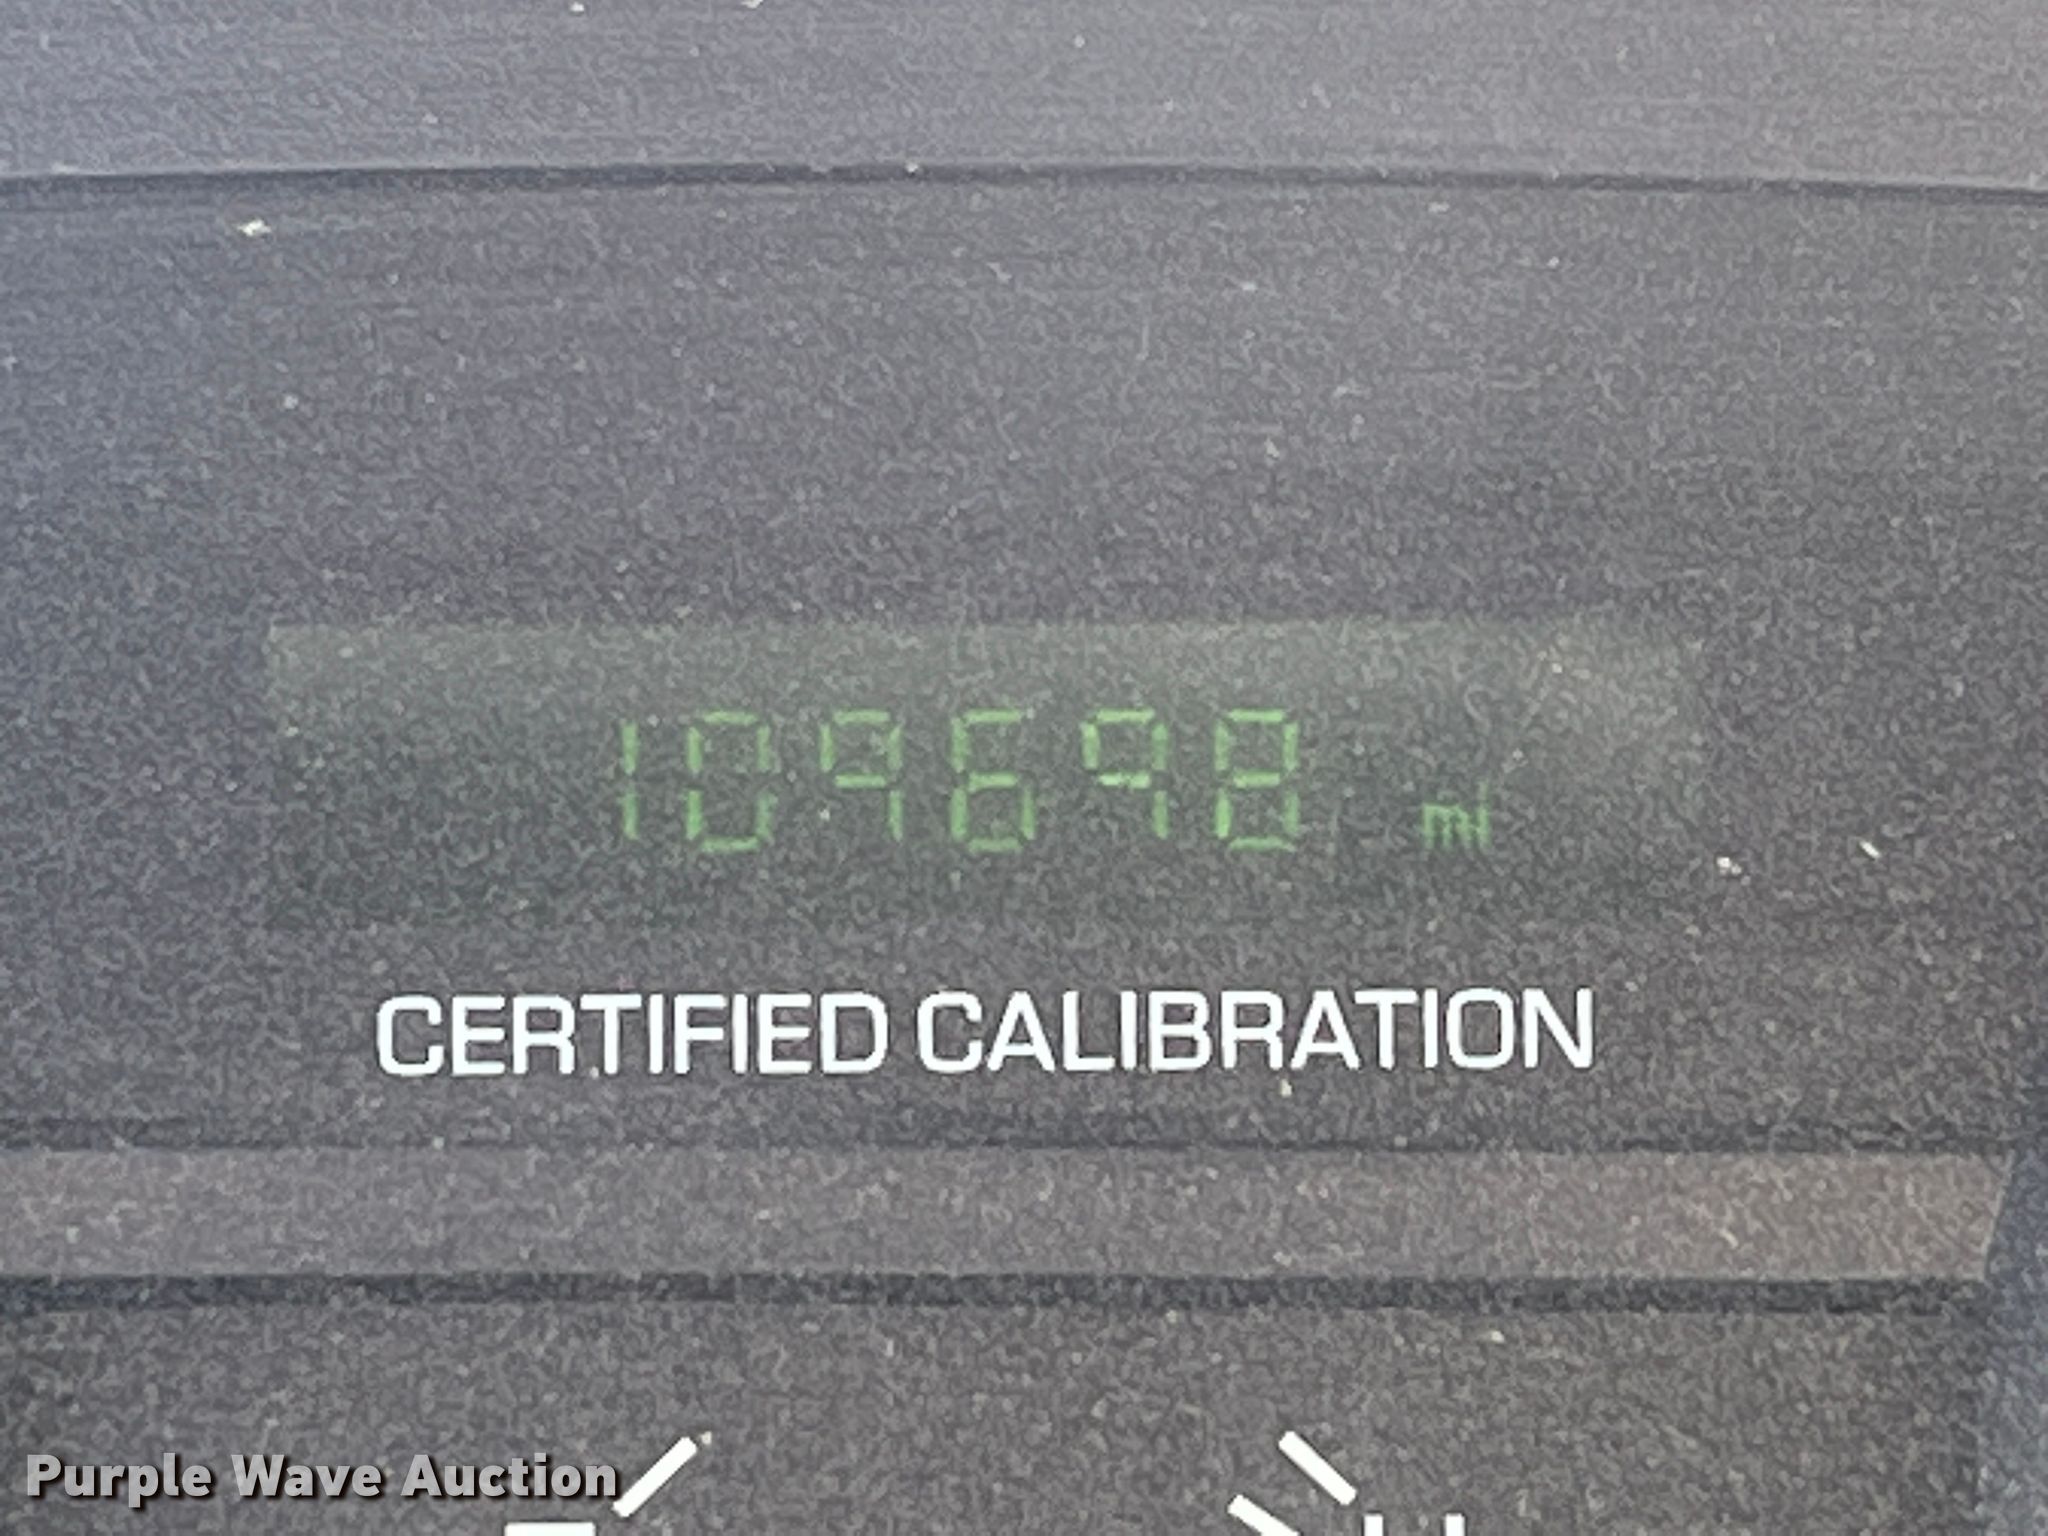 109698 mi
CERTIFIED CALIBRATION
H
Purple Wave Auction